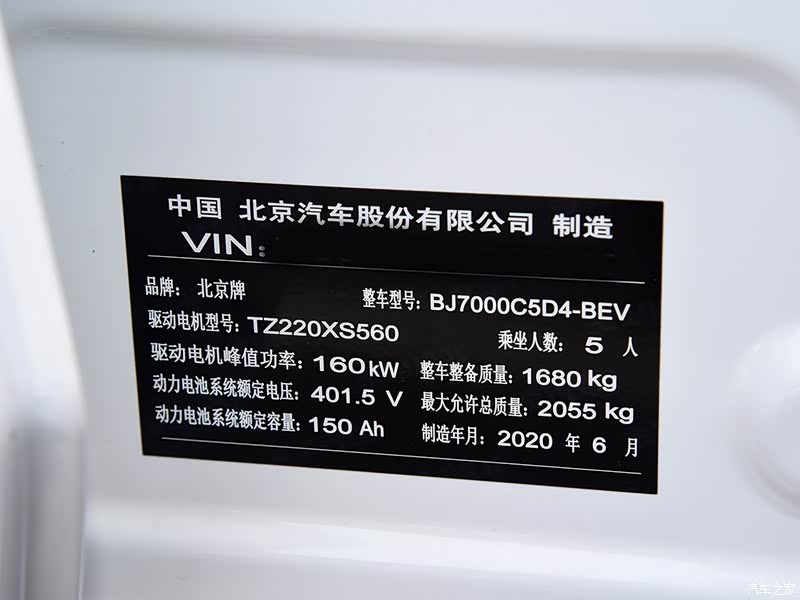 中国 北京汽车股份有限公司 制造
VIN:
品牌: 北京牌 整车型号: BJ7000C5D4-BEV
驱动电机型号: TZ220XS560 乘坐人数: 5 人
驱动电机峰值功率: 160kW 整车整备质量: 1680 kg
动力电池系统额定电压: 401.5 V 最大允许总质量: 2055 kg
动力电池系统额定容量: 150 Ah 制造年月: 2020 年 6 月
汽车之家